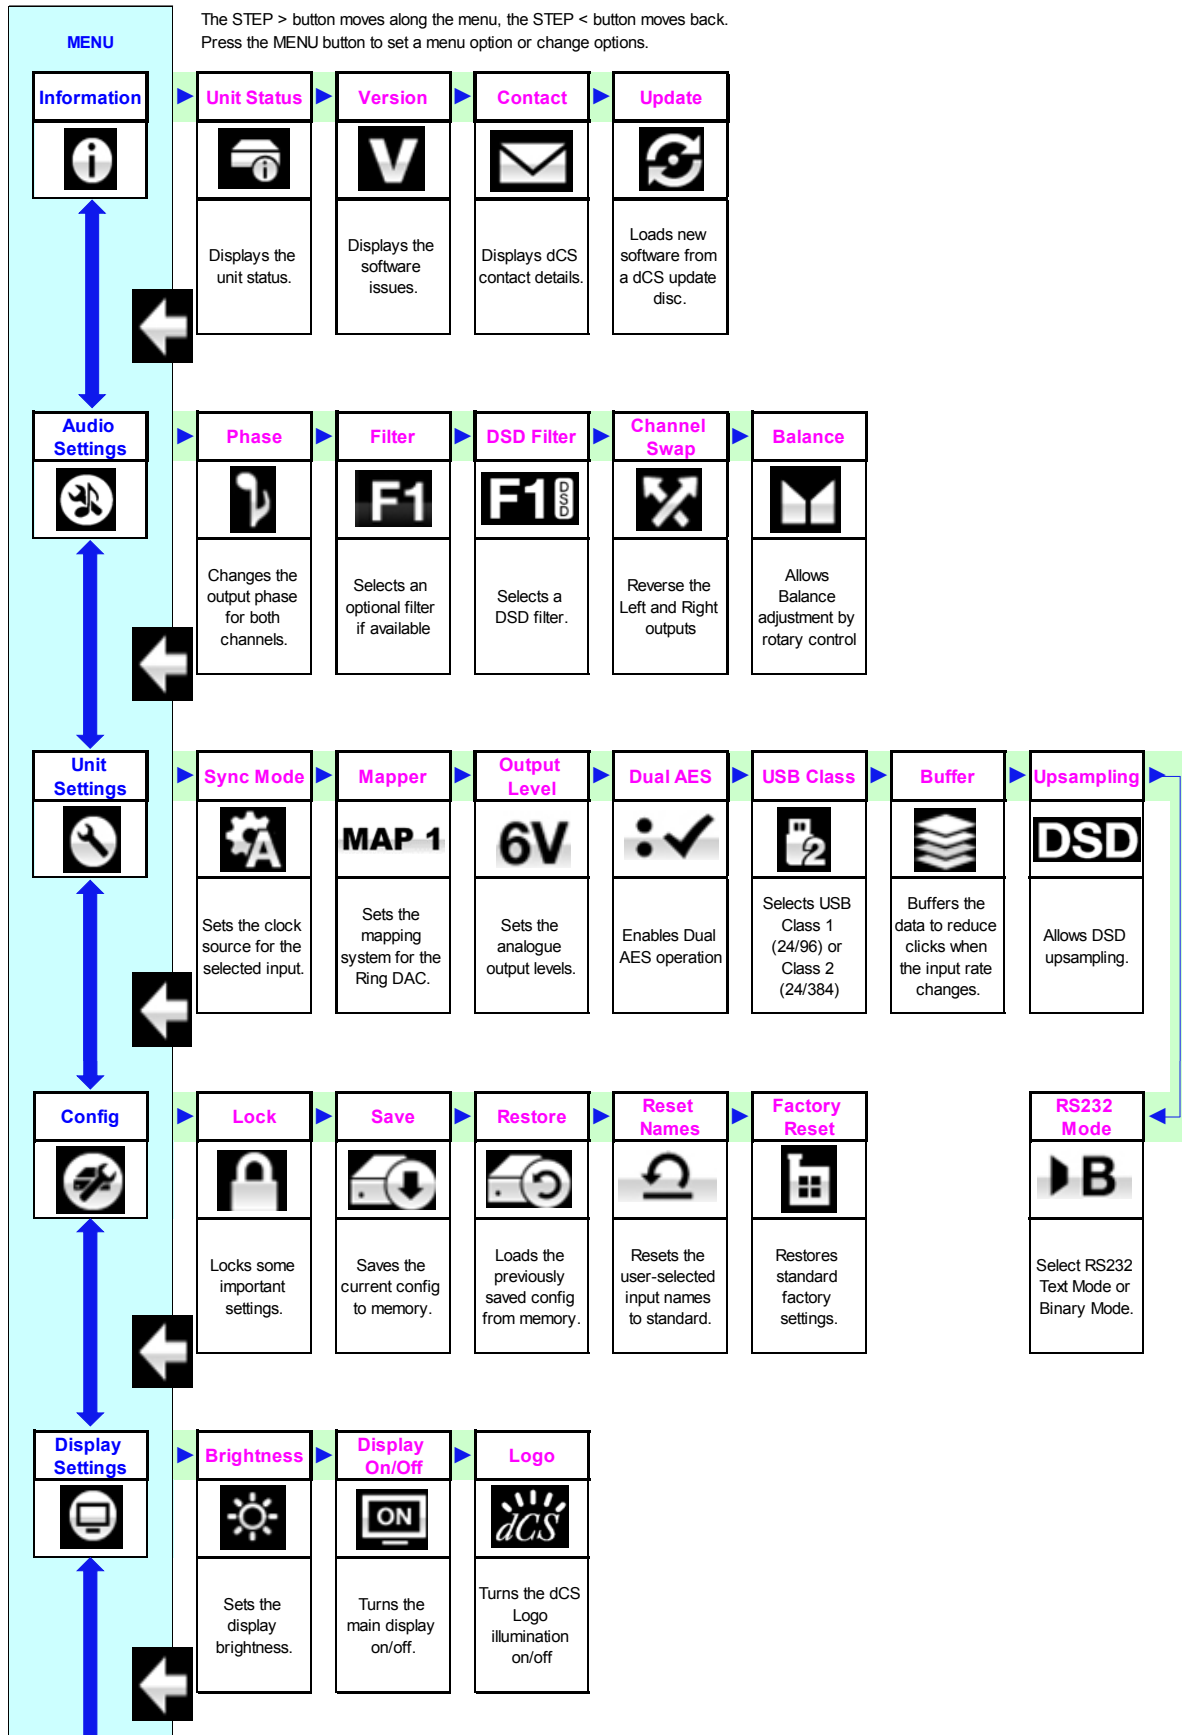 The STEP > button moves along the menu, the STEP < button moves back.
MENU
Press the MENU button to set a menu option or change options.
Information
Unit Status
Version
Contact
Update
V
Displays the
unit status.
Displays the
software
issues.
Displays dCS
contact details.
Loads new
software from
a dCS update
disc.
Audio
Settings
Phase
Filter
DSD Filter
Channel
Swap
Balance
F1
F1 DSD
Changes the
output phase
for both
channels.
Selects an
optional filter
if available
Selects a
DSD filter.
Reverse the
Left and Right
outputs
Allows
Balance
adjustment by
rotary control
Unit
Settings
Sync Mode
Mapper
Output
Level
Dual AES
USB Class
Buffer
Upsampling
A
MAP 1
6V
2
DSD
Sets the clock
source for the
selected input.
Sets the
mapping
system for the
Ring DAC.
Sets the
analogue
output levels.
Enables Dual
AES operation
Selects USB
Class 1
(24/96) or
Class 2
(24/384)
Buffers the
data to reduce
clicks when
the input rate
changes.
Allows DSD
upsampling.
Config
Lock
Save
Restore
Reset
Names
Factory
Reset
RS232
Mode
B
Locks some
important
settings.
Saves the
current config
to memory.
Loads the
previously
saved config
from memory.
Resets the
user-selected
input names
to standard.
Restores
standard
factory
settings.
Select RS232
Text Mode or
Binary Mode.
Display
Settings
Brightness
Display
On/Off
Logo
ON
dCS
Sets the
display
brightness.
Turns the
main display
on/off.
Turns the dCS
Logo
illumination
on/off